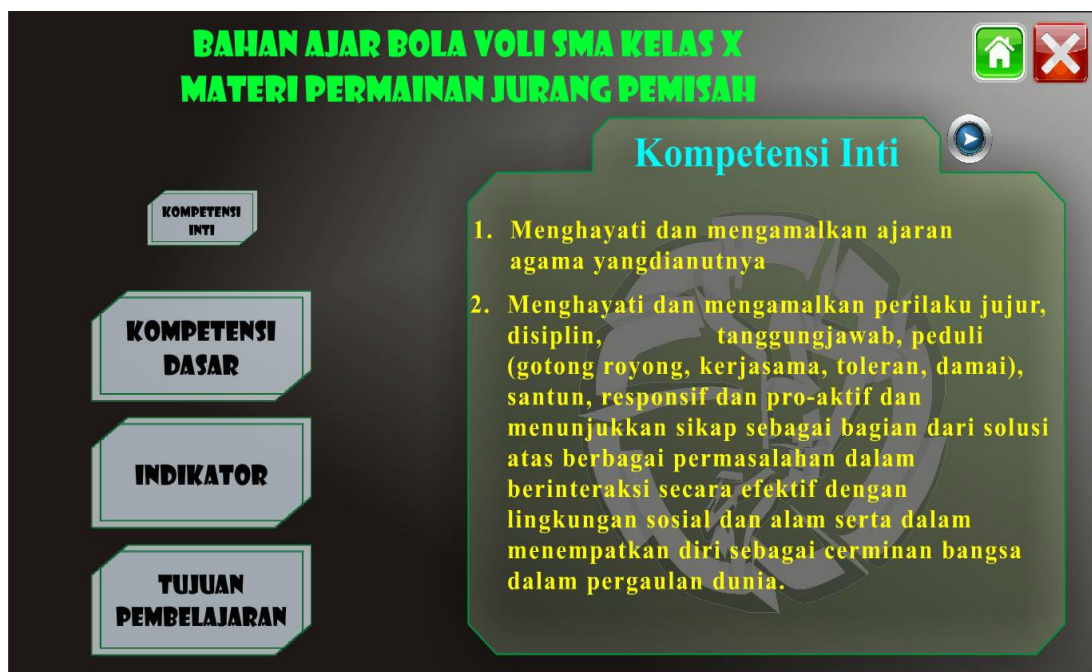 BAHAN AJAR BOLA VOLI SMA KELAS X
MATERI PERMAINAN JURANG PEMISAH
KOMPETENSI
INTI
KOMPETENSI
DASAR
INDIKATOR
TUJUAN
PEMBELAJARAN
Kompetensi Inti
1. Menghayati dan mengamalkan ajaran
agama yangdianutnya
2. Menghayati dan mengamalkan perilaku jujur,
disiplin, tanggungjawab, peduli
(gotong royong, kerjasama, toleran, damai),
santun, responsif dan pro-aktif dan
menunjukkan sikap sebagai bagian dari solusi
atas berbagai permasalahan dalam
berinteraksi secara efektif dengan
lingkungan sosial dan alam serta dalam
menempatkan diri sebagai cerminan bangsa
dalam pergaulan dunia.